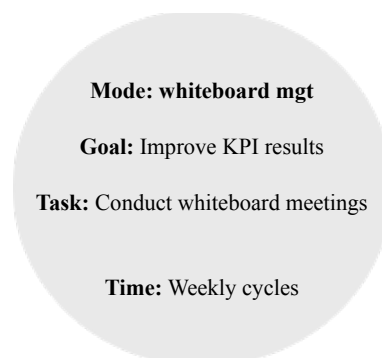 Mode: whiteboard mgt
Goal: Improve KPI results
Task: Conduct whiteboard meetings
Time: Weekly cycles